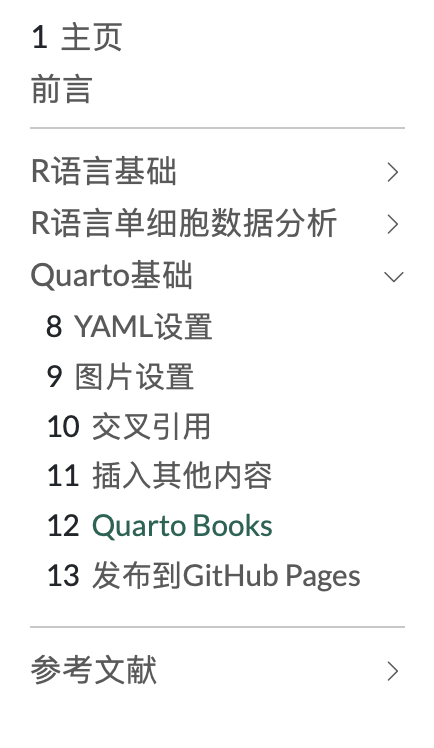 1 主页
前言
R语言基础
R语言单细胞数据分析
Quarto基础
8 YAML设置
9 图片设置
10 交叉引用
11 插入其他内容
12 Quarto Books
13 发布到GitHub Pages
参考文献